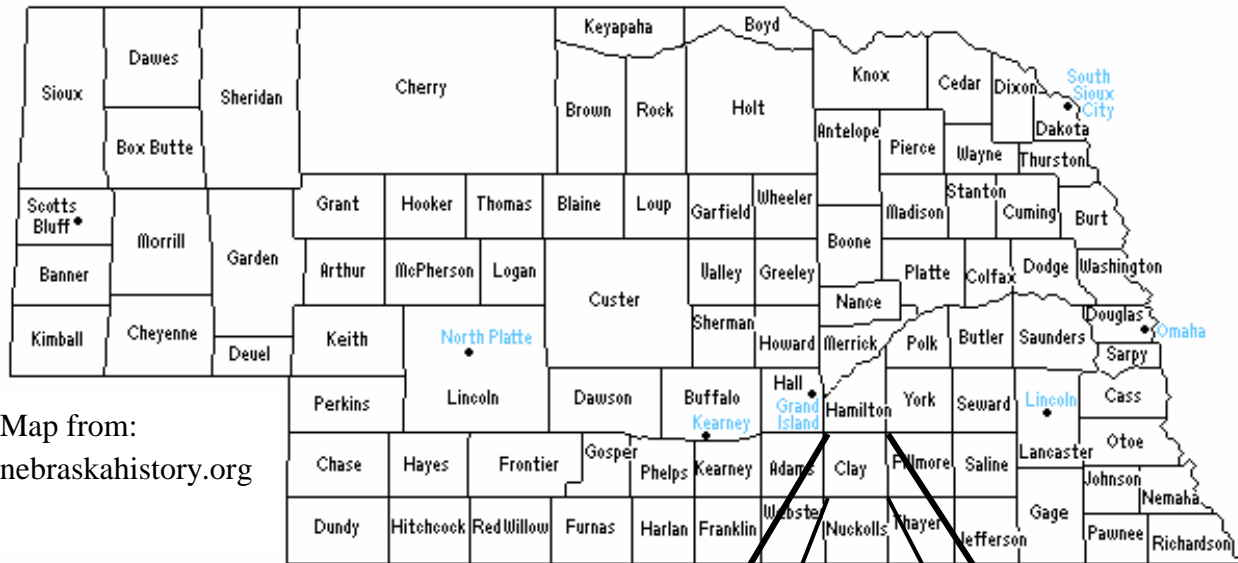 Keyapaha
Boyd
Dawes
Sioux
Sheridan
Cherry
Knox
Cedar
Dixon
South
Sioux
City
Brown
Rock
Holt
Box Butte
Antelope
Pierce
Dakota
Wayne
Thurston
Scotts
Bluff
Grant
Hooker
Thomas
Blaine
Loup
Garfield
Wheeler
Madison
Stanton
Cuming
Burt
Morrill
Garden
Boone
Banner
Arthur
McPherson
Logan
Custer
Valley
Greeley
Platte
Colfax
Dodge
Washington
Nance
Kimball
Cheyenne
Deuel
Keith
North Platte
Sherman
Howard
Merrick
Polk
Butler
Saunders
Douglas
Omaha
Sarpy
Perkins
Lincoln
Dawson
Buffalo
Kearney
Hall
Grand
Island
Hamilton
York
Seward
Lincoln
Lancaster
Cass
Otoe
Map from:
nebraskahistory.org
Chase
Hayes
Frontier
Gosper
Phelps
Kearney
Adams
Clay
Fillmore
Saline
Johnson
Nemaha
Dundy
Hitchcock
Red Willow
Furnas
Harlan
Franklin
Webster
Nuckolls
Thayer
Jefferson
Gage
Pawnee
Richardson